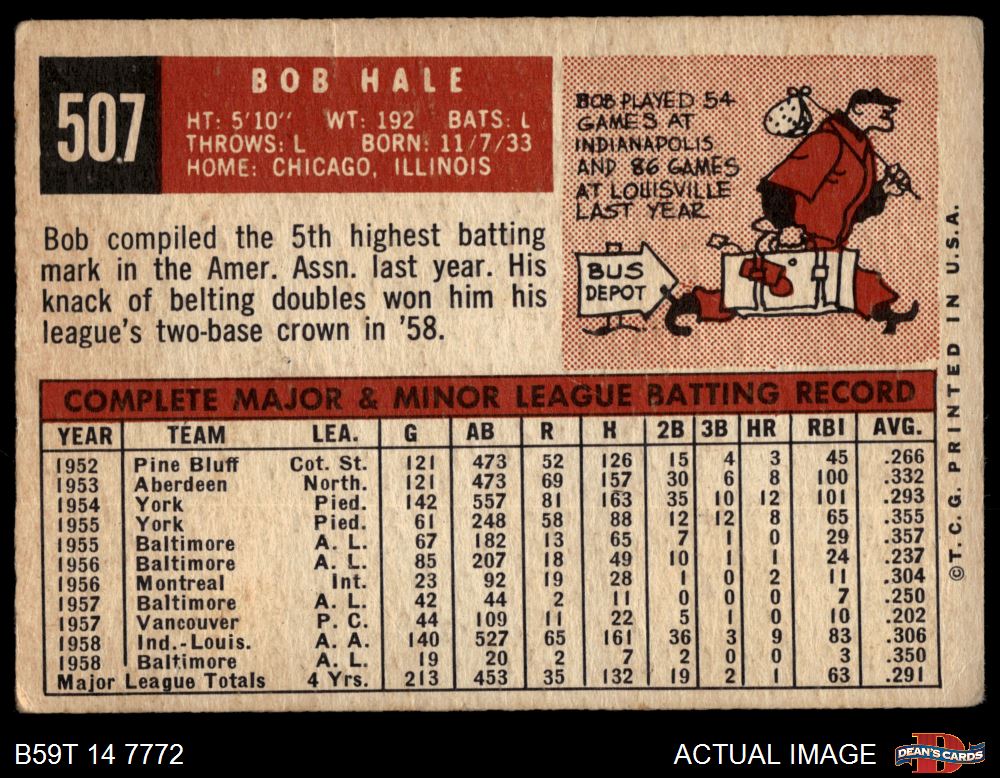 507
BOB HALE
HT: 5'10" WT: 192 BATS: L
THROWS: L BORN: 11/7/33
HOME: CHICAGO, ILLINOIS
Bob compiled the 5th highest batting
mark in the Amer. Assn. last year. His
knack of belting doubles won him his
league's two-base crown in '58.
BOB PLAYED 54
GAMES AT
INDIANAPOLIS
AND 86 GAMES
AT LOUISVILLE
LAST YEAR
BUS
DEPOT
COMPLETE MAJOR & MINOR LEAGUE BATTING RECORD
YEAR TEAM LEA. G AB R H 2B 3B HR RBI AVG.
1952 Pine Bluff Cot. St. 121 473 52 126 15 4 3 45 .266
1953 Aberdeen North. 121 473 69 157 30 6 8 100 .332
1954 York Pied. 142 557 81 163 35 10 12 101 .293
1955 York Pied. 61 248 58 88 12 12 8 65 .355
1955 Baltimore A. L. 67 182 13 65 7 1 0 29 .357
1956 Baltimore A. L. 85 207 18 49 10 1 1 24 .237
1956 Montreal Int. 23 92 19 28 1 0 2 11 .304
1957 Baltimore A. L. 42 44 2 11 0 0 0 7 .250
1957 Vancouver P. C. 44 109 11 22 5 1 0 10 .202
1958 Ind.-Louis. A. A. 140 527 65 161 36 3 9 83 .306
1958 Baltimore A. L. 19 20 2 7 2 0 0 3 .350
Major League Totals 4 Yrs. 213 453 35 132 19 2 1 63 .291
©T.C.G. PRINTED IN U.S.A.
B59T 14 7772
ACTUAL IMAGE
DEAN'S CARDS